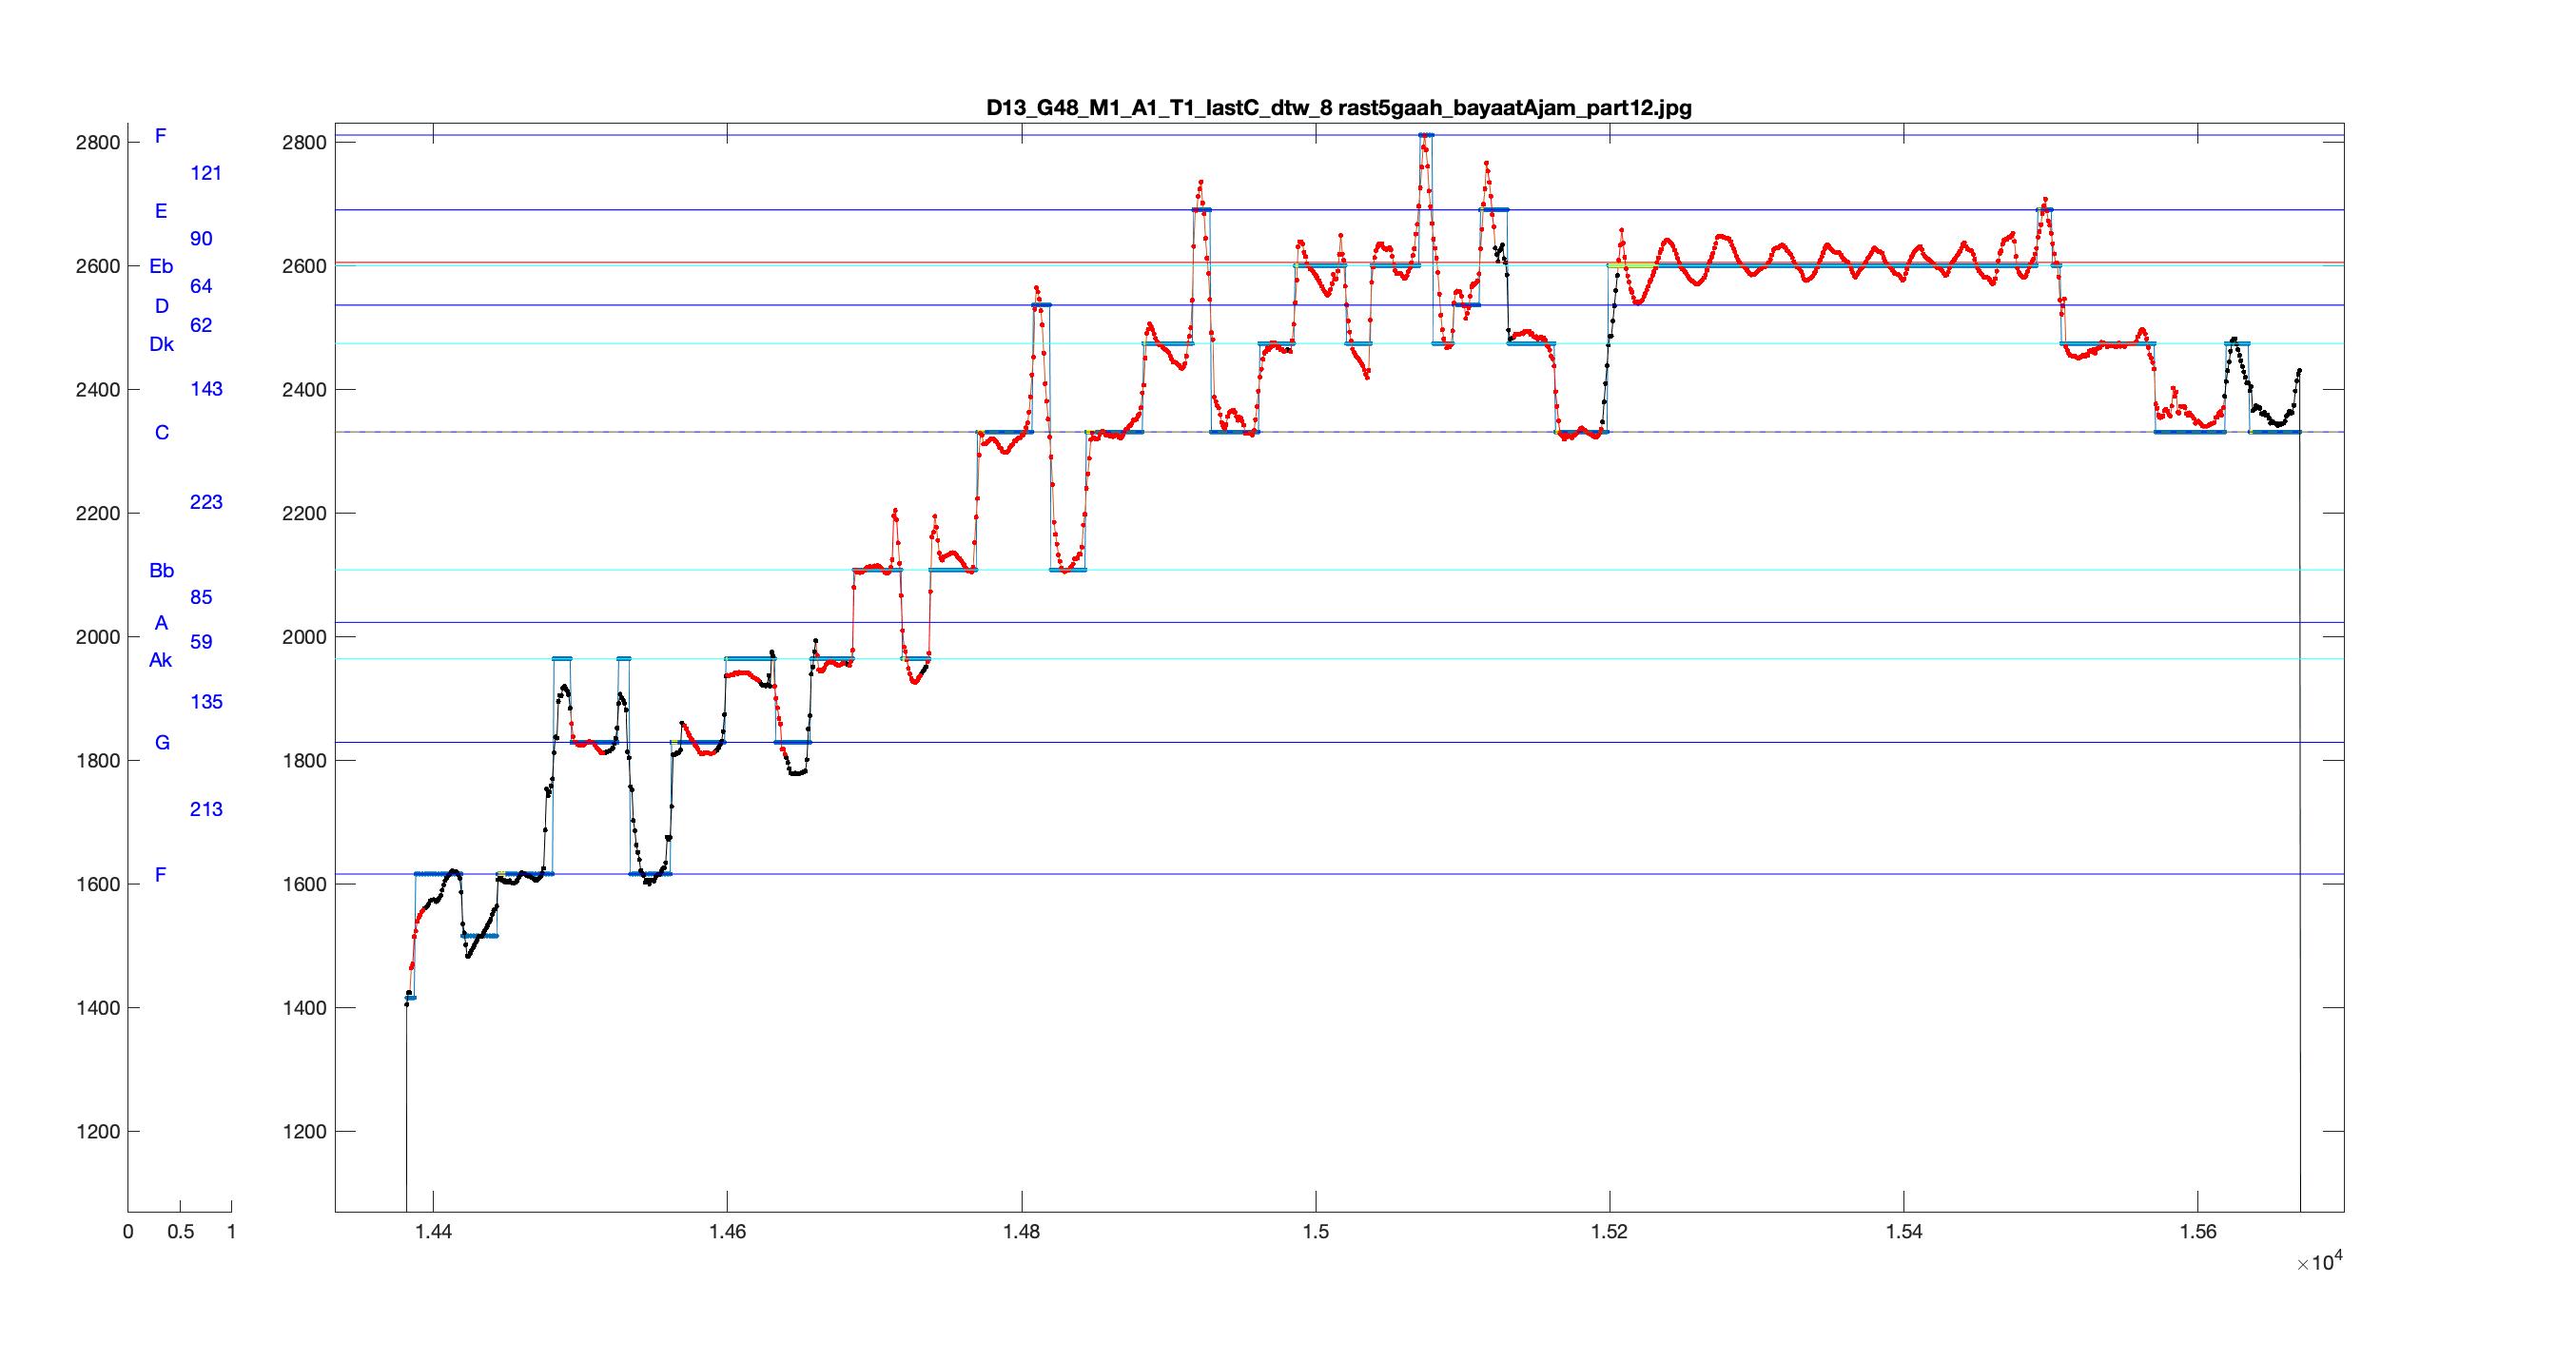 D13_G48_M1_A1_T1_lastC_dtw_8 rast5gaah_bayaatAjam_part12.jpg
2800 F 2800
121
E
90
2600 Eb 2600
64
D
62
Dk
2400 143 2400
C
223
2200 2200
Bb
85
A
2000 59 2000
Ak
135
G
1800 1800
213
F
1600 1600
1400 1400
1200 1200
0 0.5 1 1.44 1.46 1.48 1.5 1.52 1.54 1.56
×10^4